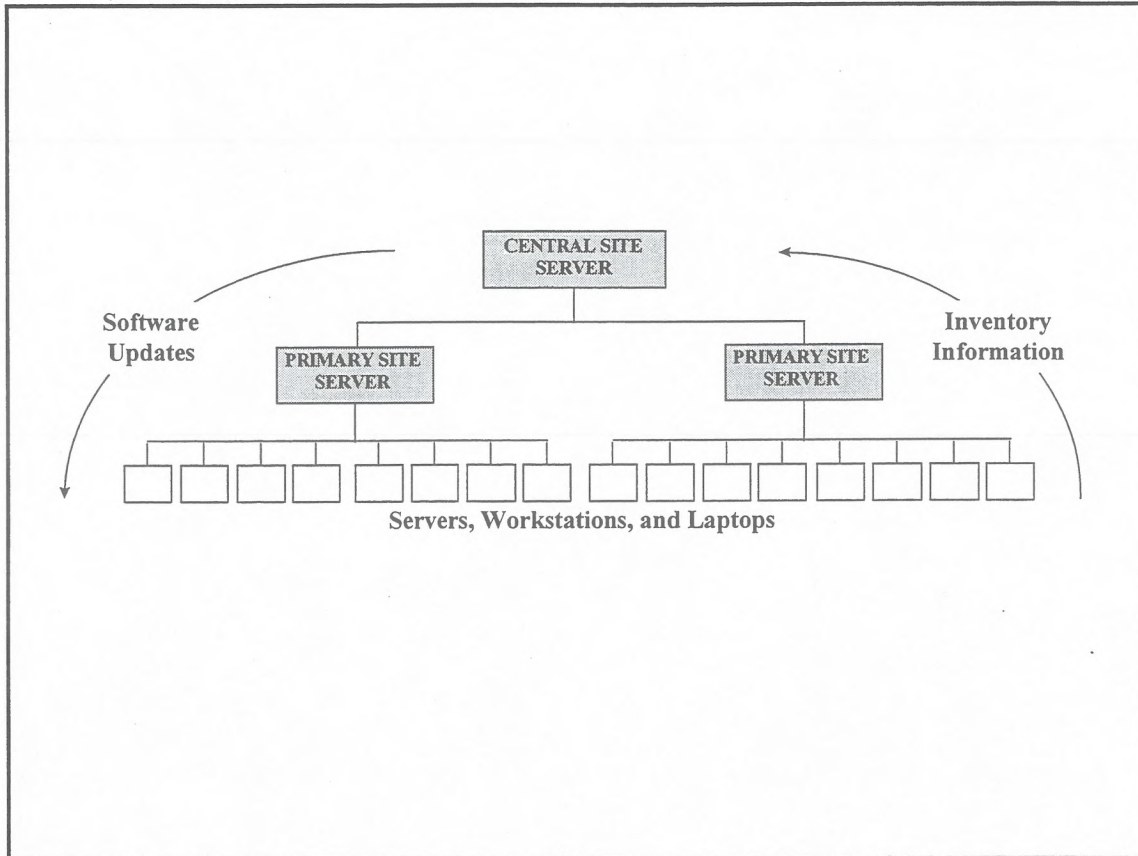 CENTRAL SITE
SERVER
Software
Updates
Inventory
Information
PRIMARY SITE
SERVER
PRIMARY SITE
SERVER
Servers, Workstations, and Laptops